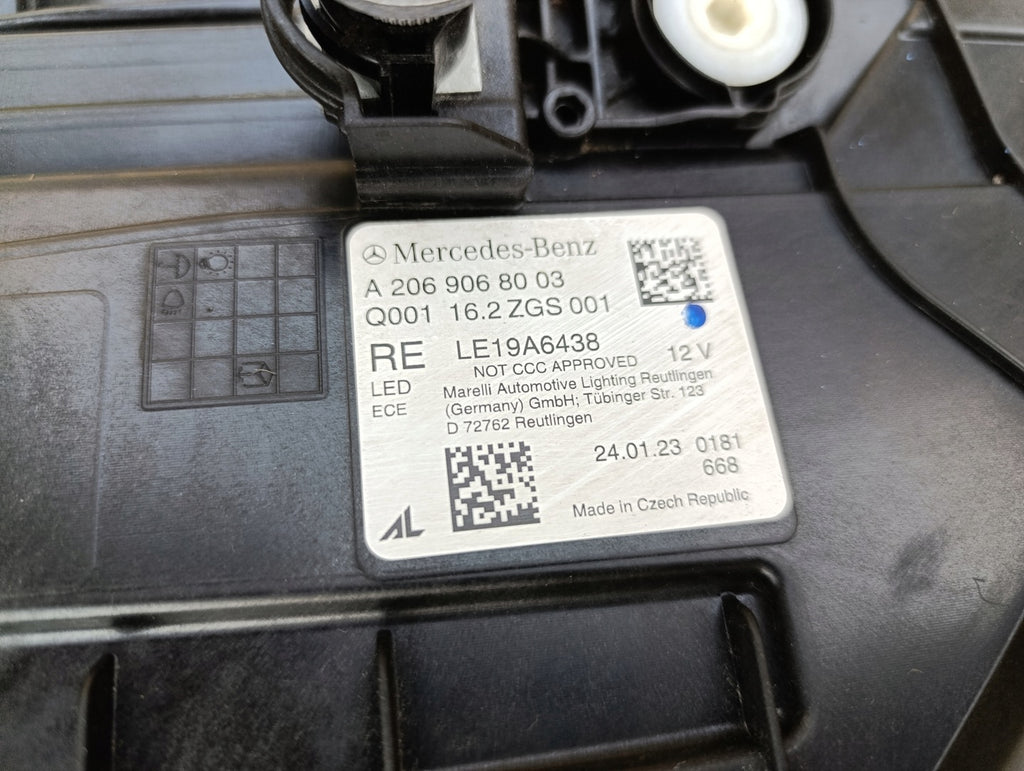 Mercedes-Benz
A 206 906 80 03
Q001 16.2 ZGS 001
RE LE19A6438
NOT CCC APPROVED 12 V
LED
ECE
Marelli Automotive Lighting Reutlingen
(Germany) GmbH; Tübinger Str. 123
D 72762 Reutlingen
24.01.23 0181
668
AL
Made in Czech Republic